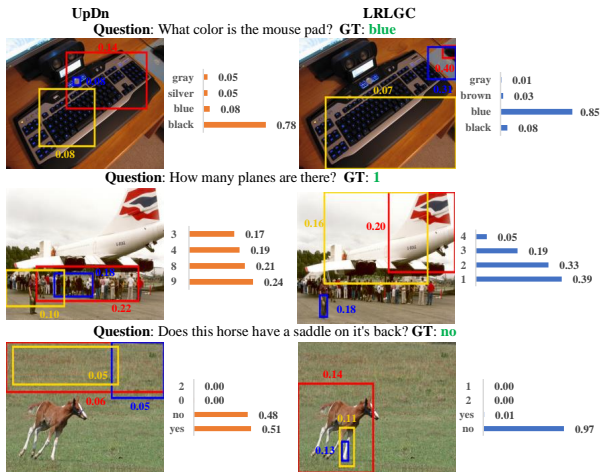 UpDn LRLGC
Question: What color is the mouse pad? GT: blue
0.14
0.08
gray 0.05
silver 0.05
blue 0.08
black 0.78
0.40
0.07
gray 0.01
brown 0.03
blue 0.85
black 0.08
Question: How many planes are there? GT: 1
0.18
0.22
0.10
3 0.17
4 0.19
8 0.21
9 0.24
0.16
0.20
0.18
4 0.05
3 0.19
2 0.33
1 0.39
Question: Does this horse have a saddle on it's back? GT: no
0.05
0.06
0.05
2 0.00
0 0.00
no 0.48
yes 0.51
0.14
0.11
0.13
1 0.00
2 0.00
yes 0.01
no 0.97